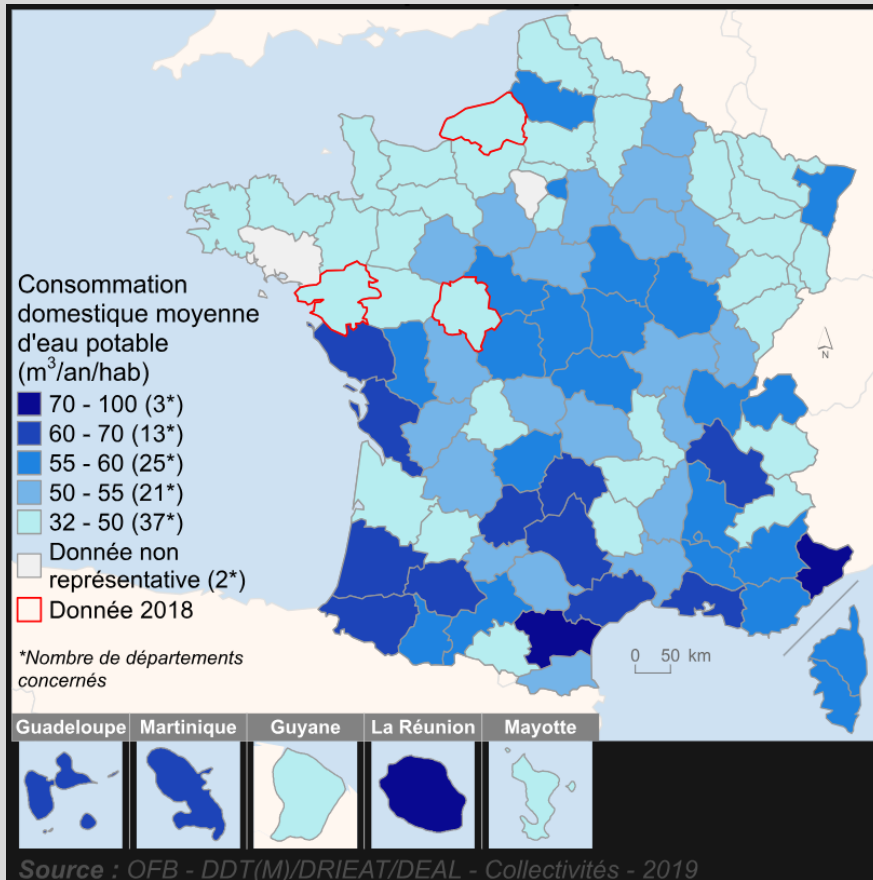 Consommation
domestique moyenne
d'eau potable
(m³/an/hab)
70 - 100 (3*)
60 - 70 (13*)
55 - 60 (25*)
50 - 55 (21*)
32 - 50 (37*)
Donnée non
représentative (2*)
Donnée 2018
*Nombre de départements
concernés
N
0 50 km
Guadeloupe Martinique Guyane La Réunion Mayotte
Source : OFB - DDT(M)/DRIEAT/DEAL - Collectivités - 2019